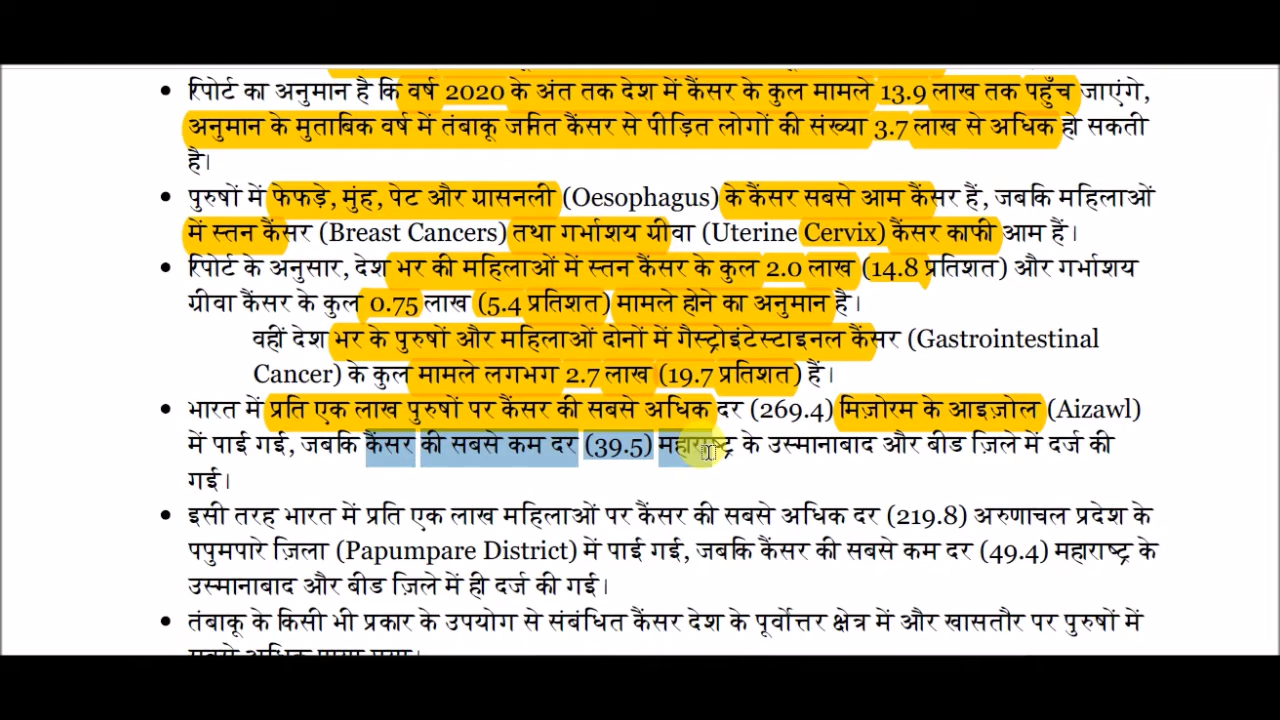 • रिपोर्ट का अनुमान है कि वर्ष 2020 के अंत तक देश में कैंसर के कुल मामले 13.9 लाख तक पहुँच जाएंगे,
अनुमान के मुताबिक वर्ष में तंबाकू जनित कैंसर से पीड़ित लोगों की संख्या 3.7 लाख से अधिक हो सकती
है।
• पुरुषों में फेफड़े, मुंह, पेट और ग्रासनली (Oesophagus) के कैंसर सबसे आम कैंसर हैं, जबकि महिलाओं
में स्तन कैंसर (Breast Cancers) तथा गर्भाशय ग्रीवा (Uterine Cervix) कैंसर काफी आम हैं।
• रिपोर्ट के अनुसार, देश भर की महिलाओं में स्तन कैंसर के कुल 2.0 लाख (14.8 प्रतिशत) और गर्भाशय
ग्रीवा कैंसर के कुल 0.75 लाख (5.4 प्रतिशत) मामले होने का अनुमान है।
वहीं देश भर के पुरुषों और महिलाओं दोनों में गैस्ट्रोइंटेस्टाइनल कैंसर (Gastrointestinal
Cancer) के कुल मामले लगभग 2.7 लाख (19.7 प्रतिशत) हैं।
• भारत में प्रति एक लाख पुरुषों पर कैंसर की सबसे अधिक दर (269.4) मिज़ोरम के आइज़ोल (Aizawl)
में पाई गई, जबकि कैंसर की सबसे कम दर (39.5) महाराष्ट्र के उस्मानाबाद और बीड ज़िले में दर्ज की
गई।
• इसी तरह भारत में प्रति एक लाख महिलाओं पर कैंसर की सबसे अधिक दर (219.8) अरुणाचल प्रदेश के
पपुमपारे ज़िला (Papumpare District) में पाई गई, जबकि कैंसर की सबसे कम दर (49.4) महाराष्ट्र के
उस्मानाबाद और बीड ज़िले में ही दर्ज की गई।
• तंबाकू के किसी भी प्रकार के उपयोग से संबंधित कैंसर देश के पूर्वोत्तर क्षेत्र में और खासतौर पर पुरुषों में